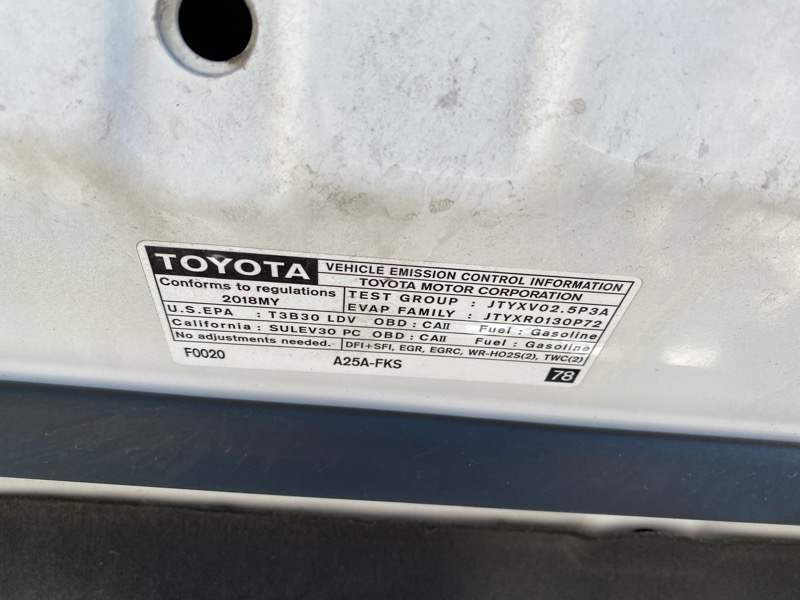 TOYOTA VEHICLE EMISSION CONTROL INFORMATION
TOYOTA MOTOR CORPORATION
Conforms to regulations
2018MY
TEST GROUP : JTYXV02.5P3A
EVAP FAMILY : JTYXR0130P72
U.S.EPA : T3B30 LDV OBD : CAII Fuel : Gasoline
California : SULEV30 PC OBD : CAII Fuel : Gasoline
No adjustments needed. DFI+SFI, EGR, EGRC, WR-HO2S(2), TWC(2)
F0020 A25A-FKS 78